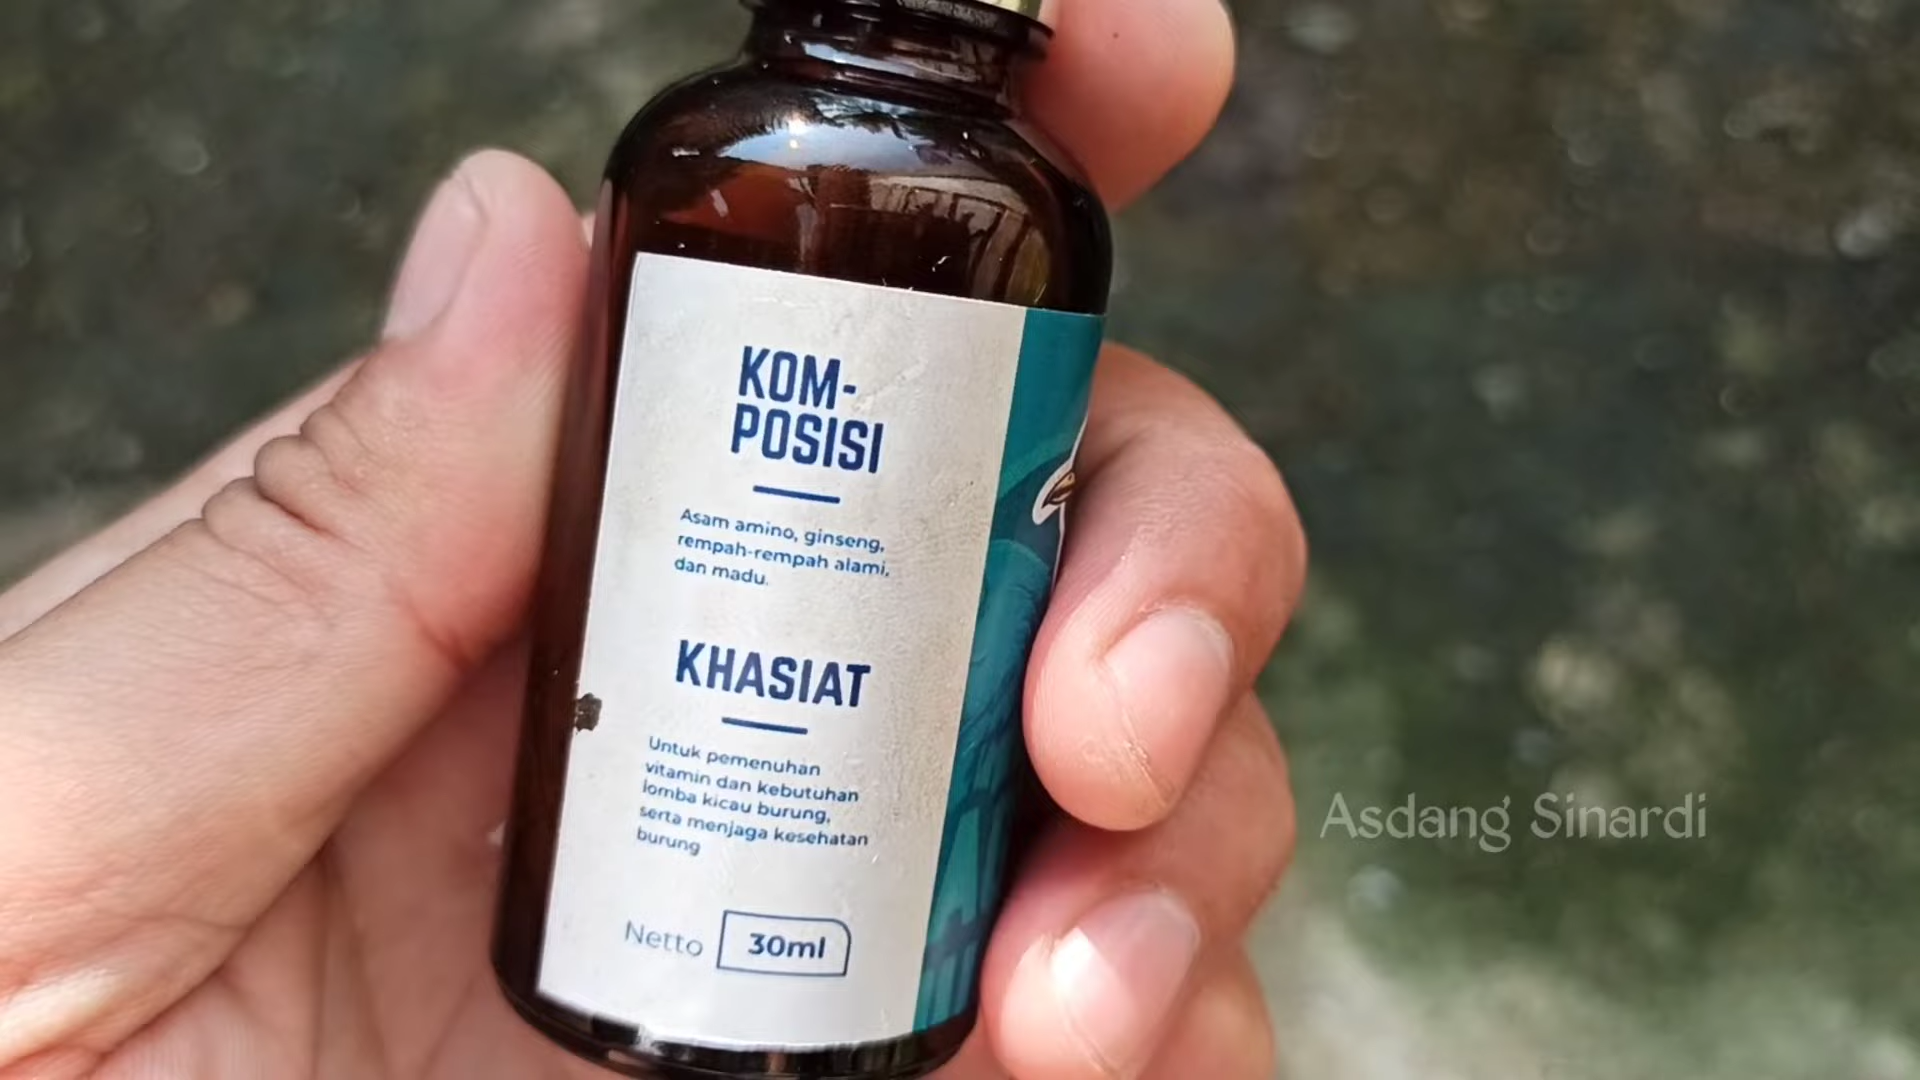 KOM-
POSISI
Asam amino, ginseng,
rempah-rempah alami,
dan madu.
KHASIAT
Untuk pemenuhan
vitamin dan kebutuhan
lomba kicau burung,
serta menjaga kesehatan
burung
Netto 30ml
Asdang Sinardi